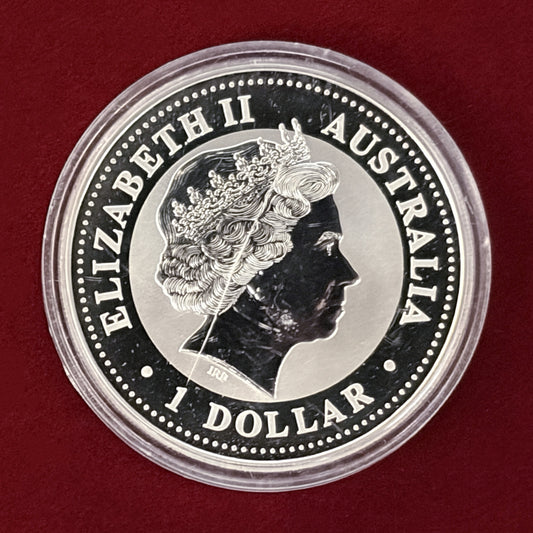 ELIZABETH II
AUSTRALIA
• 1 DOLLAR •
IRB